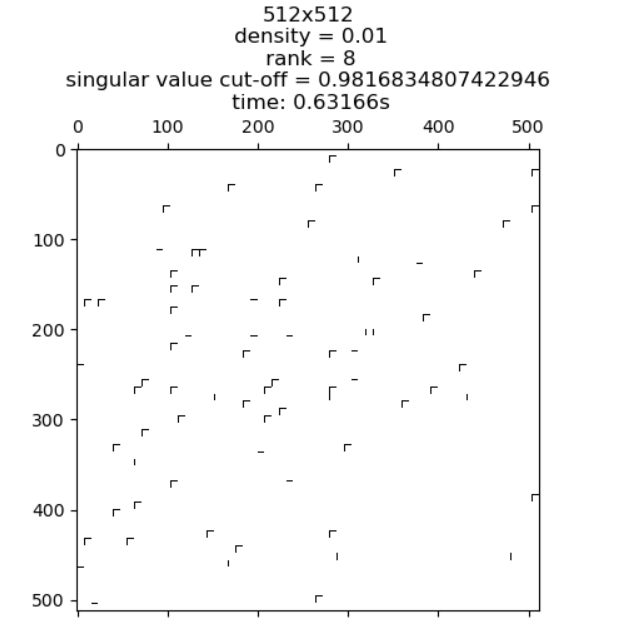 512x512
density = 0.01
rank = 8
singular value cut-off = 0.9816834807422946
time: 0.63166s
0 100 200 300 400 500
0
100
200
300
400
500